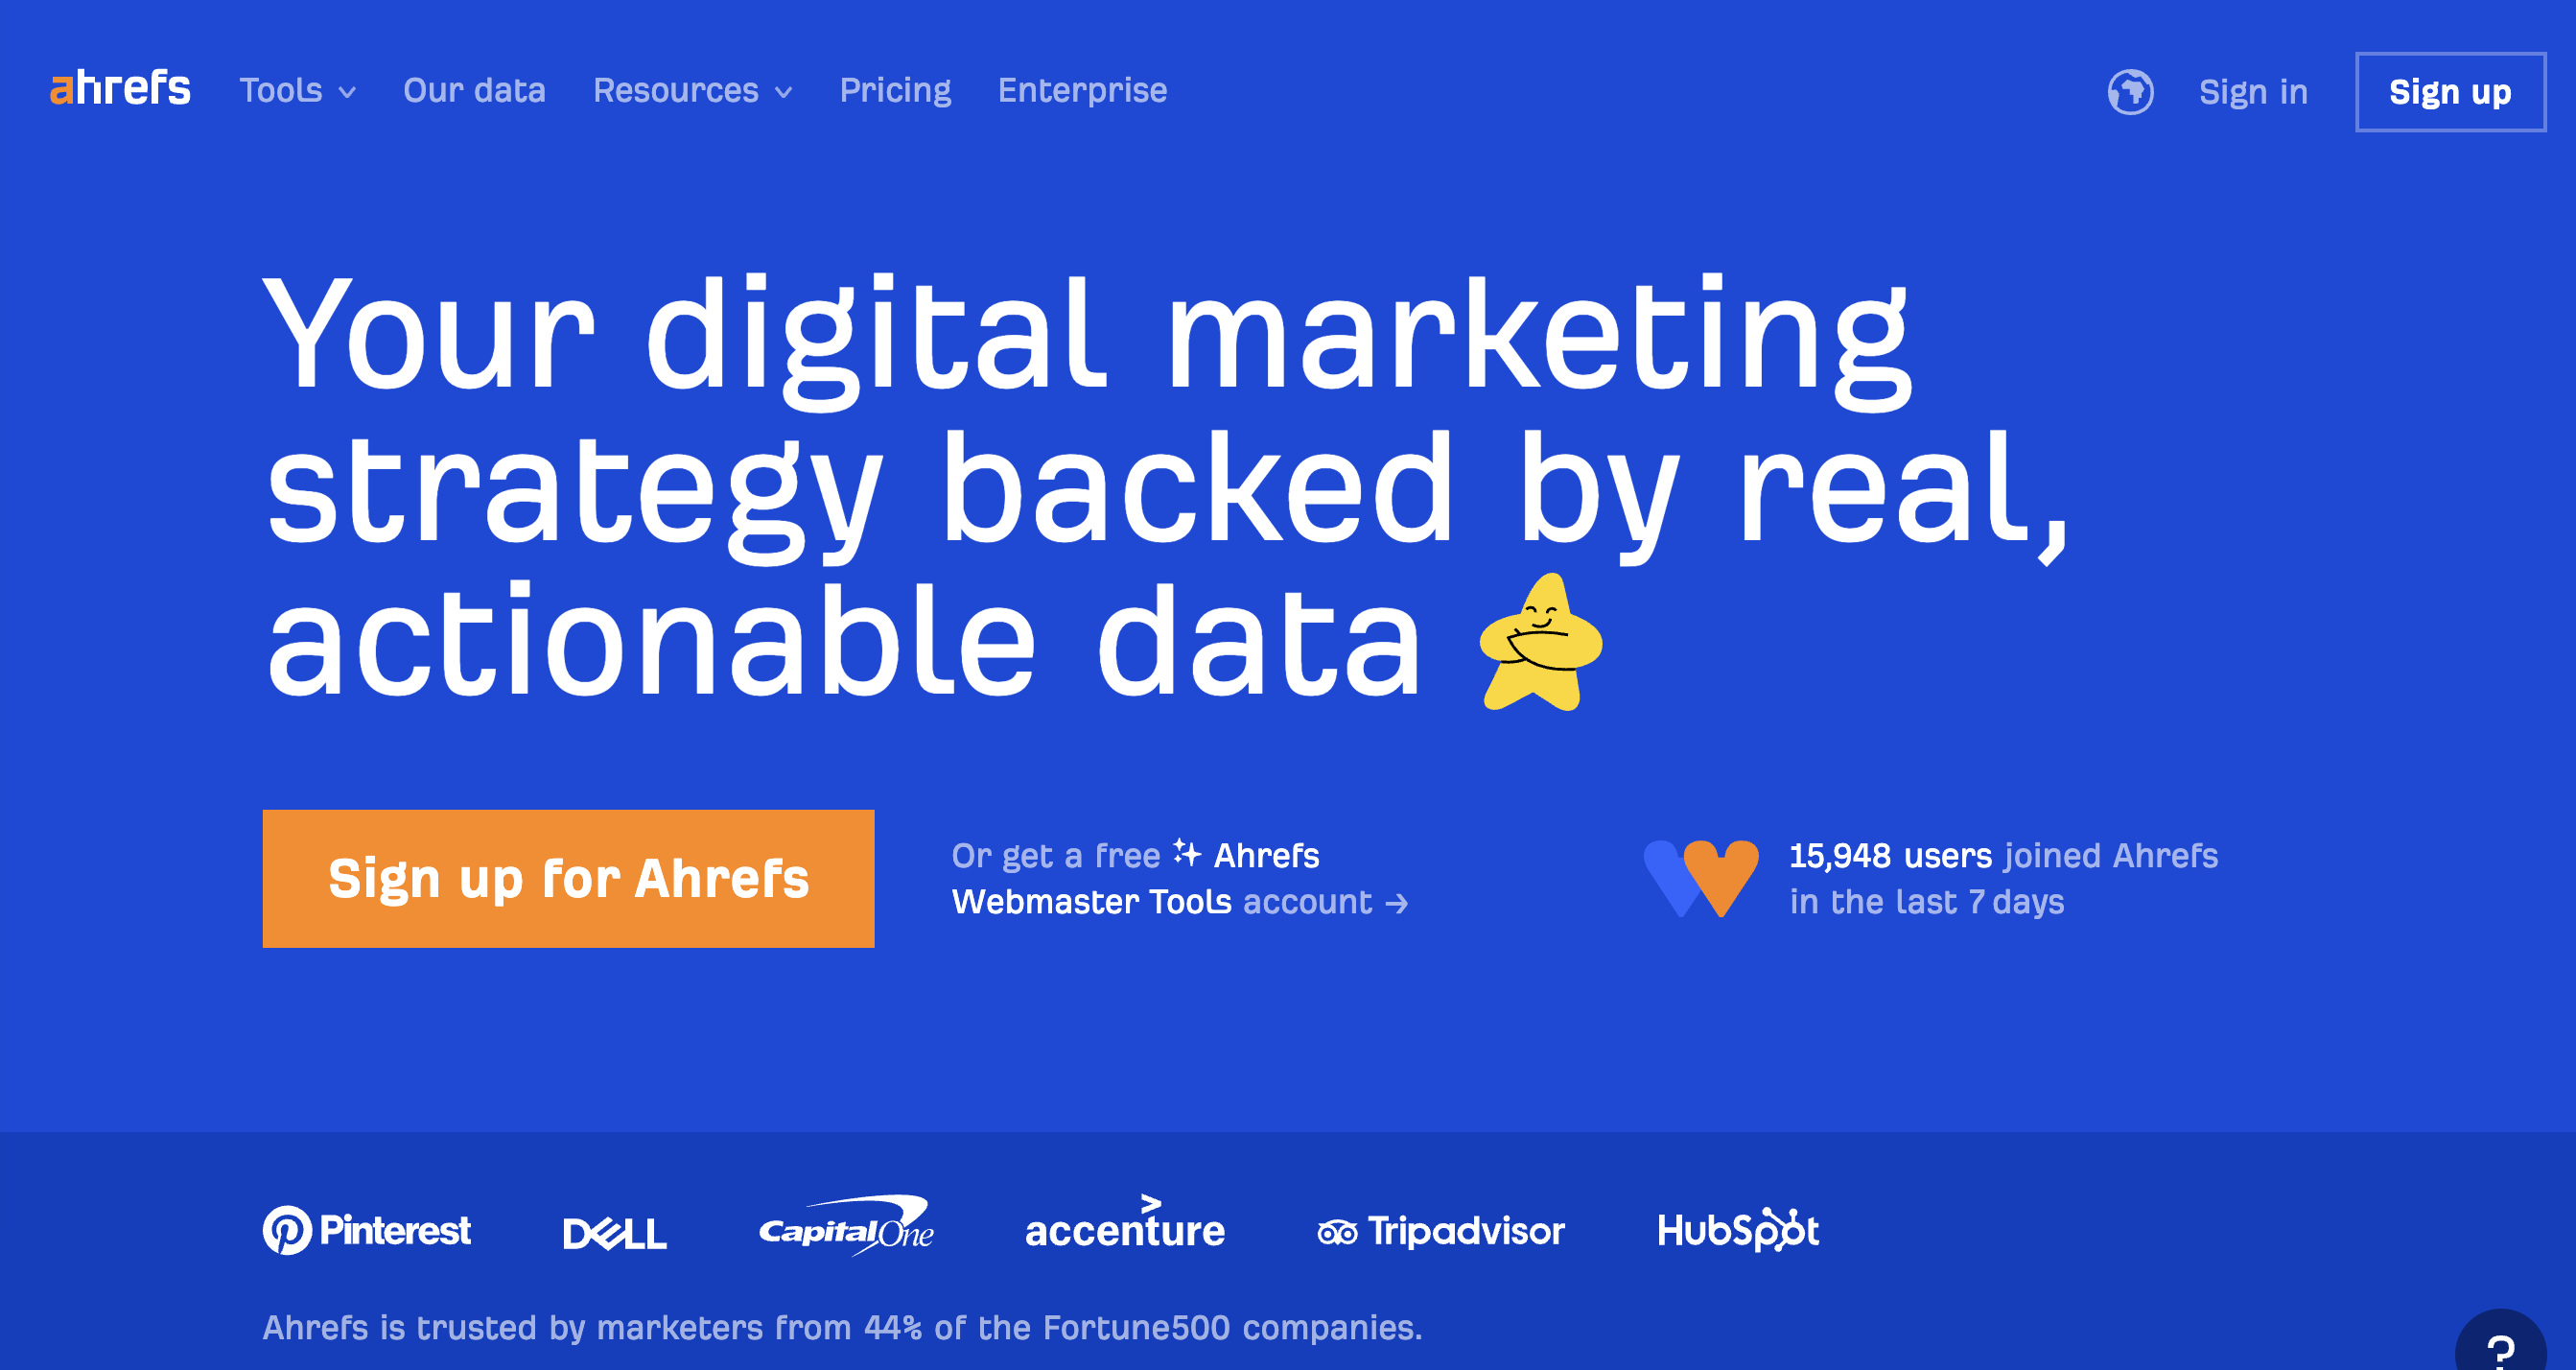 ahrefs Tools Our data Resources Pricing Enterprise Sign in Sign up
Your digital marketing
strategy backed by real,
actionable data
Sign up for Ahrefs
Or get a free Ahrefs
Webmaster Tools account →
15,948 users joined Ahrefs
in the last 7 days
Pinterest DELL Capital One accenture Tripadvisor HubSpot
Ahrefs is trusted by marketers from 44% of the Fortune500 companies.
?